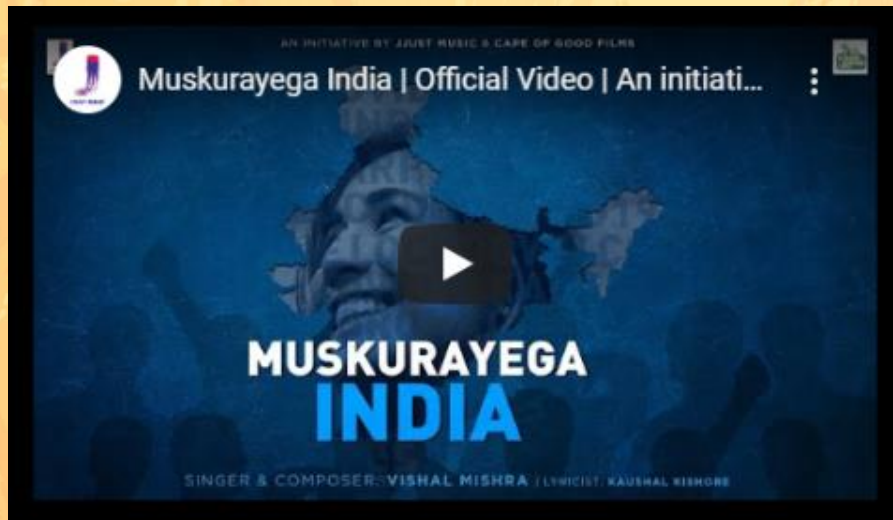 AN INITIATIVE BY JJUST MUSIC & CAPE OF GOOD FILMS
Muskurayega India | Official Video | An initiati...
MUSKURAYEGA
INDIA
SINGER & COMPOSER: VISHAL MISHRA / LYRICIST: KAUSHAL KISHORE